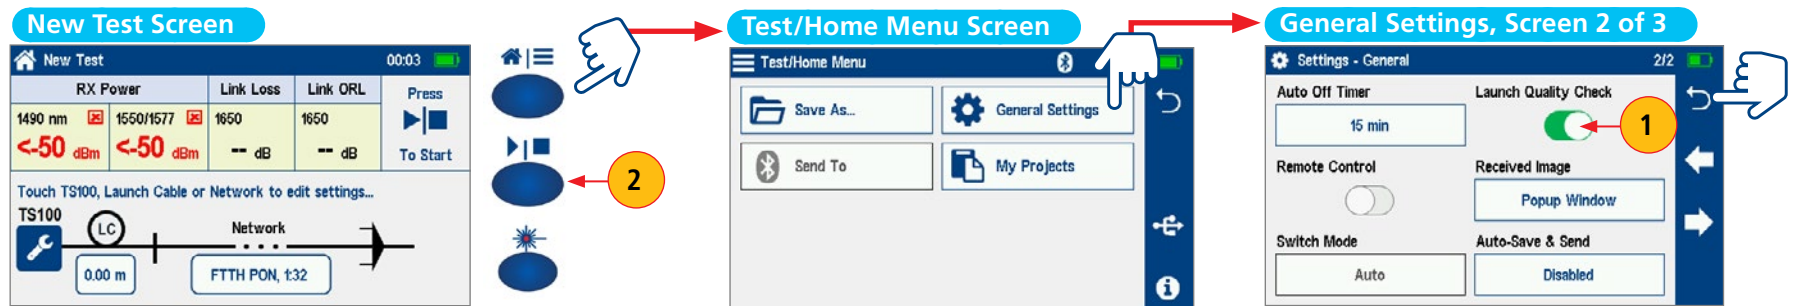 New Test Screen
New Test
00:03
RX Power
Link Loss
Link ORL
Press
1490 nm
1550/1577
1650
1650
<-50 dBm
<-50 dBm
-- dB
-- dB
To Start
Touch TS100, Launch Cable or Network to edit settings...
TS100
LC
Network
0.00 m
FTTH PON, 1:32
2
Test/Home Menu Screen
Test/Home Menu
Save As...
General Settings
Send To
My Projects
General Settings, Screen 2 of 3
Settings - General
2/2
Auto Off Timer
Launch Quality Check
15 min
1
Remote Control
Received Image
Popup Window
Switch Mode
Auto-Save & Send
Auto
Disabled